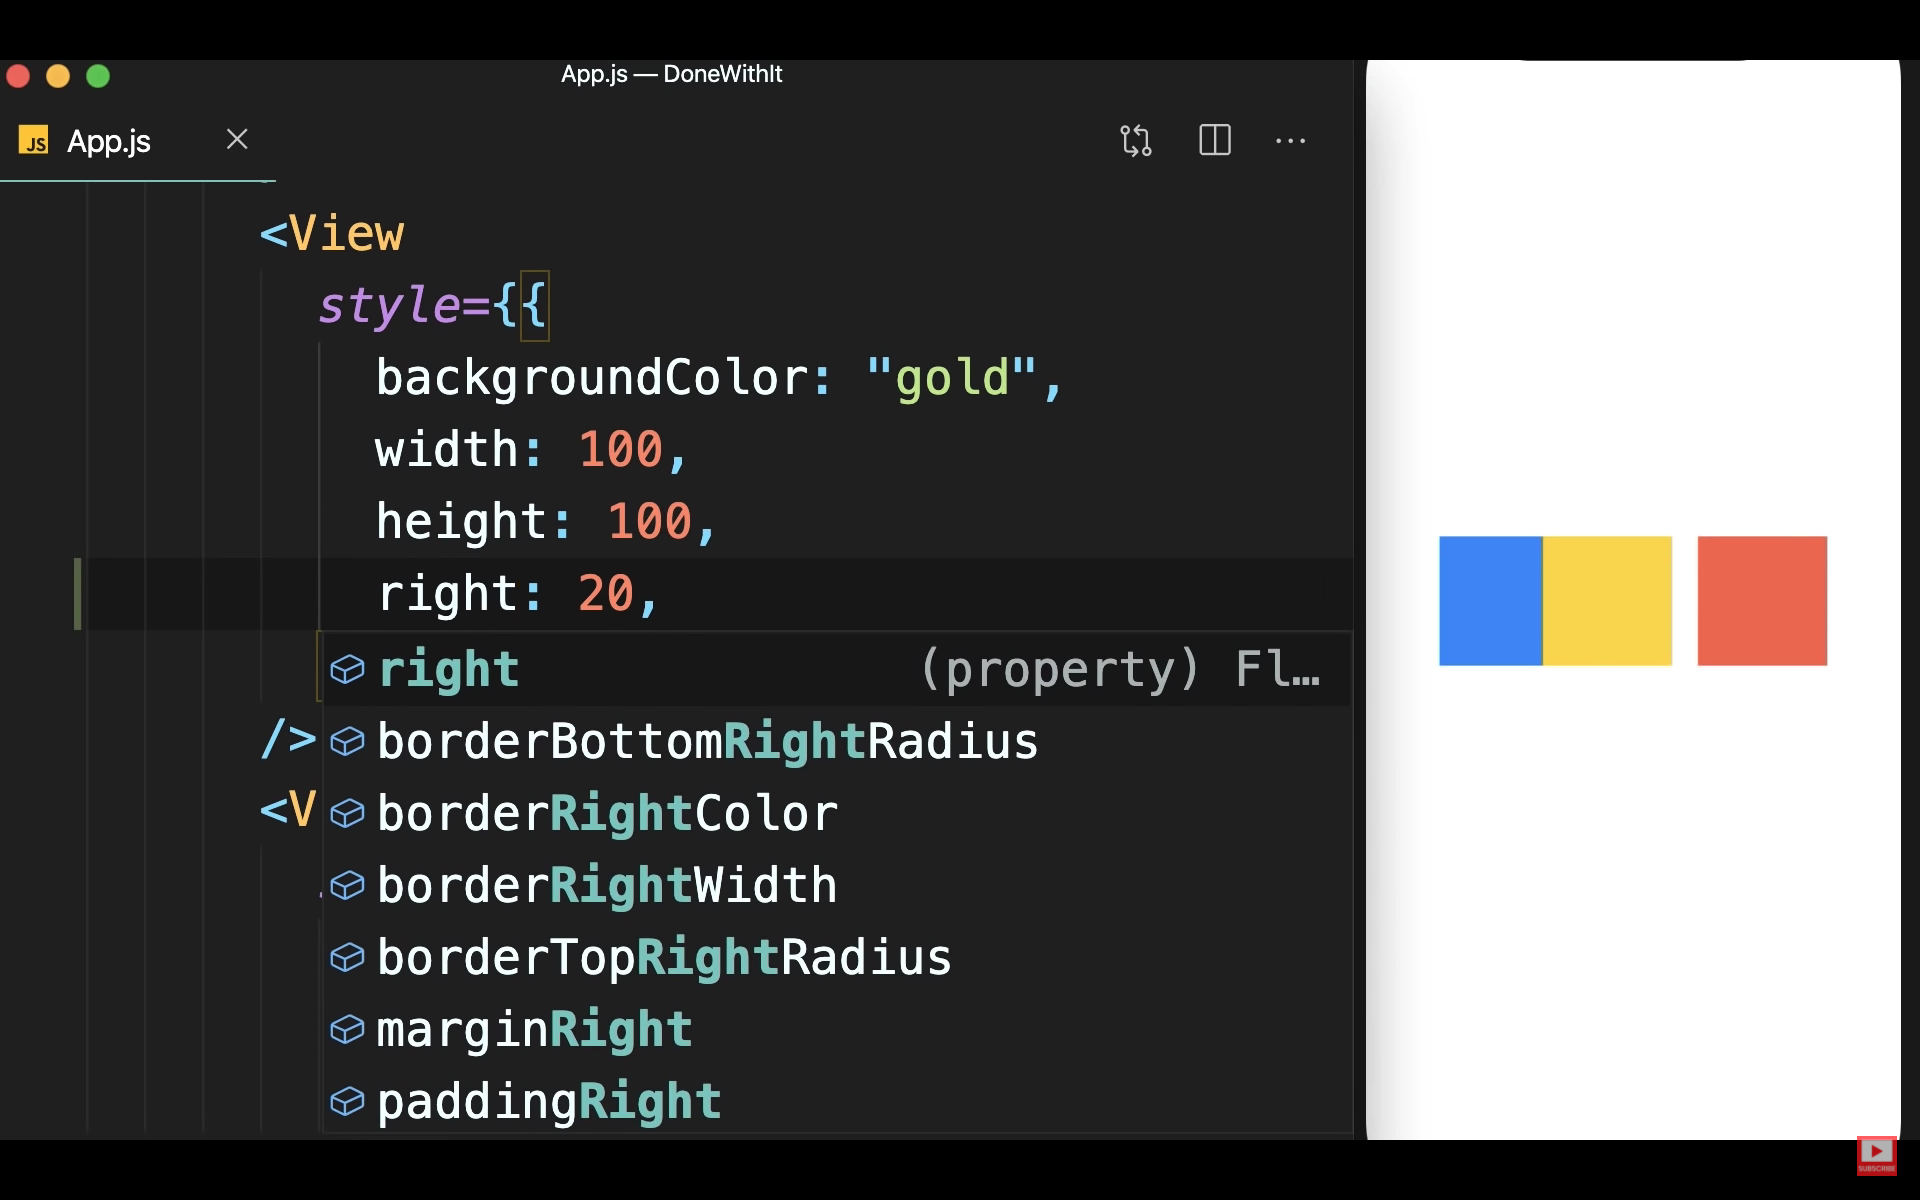 App.js — DoneWithIt
JS App.js
<View
style={{
backgroundColor: "gold",
width: 100,
height: 100,
right: 20,
right (property) Fl…
borderBottomRightRadius
/>
borderRightColor
<V
borderRightWidth
borderTopRightRadius
marginRight
paddingRight
SUBSCRIBE